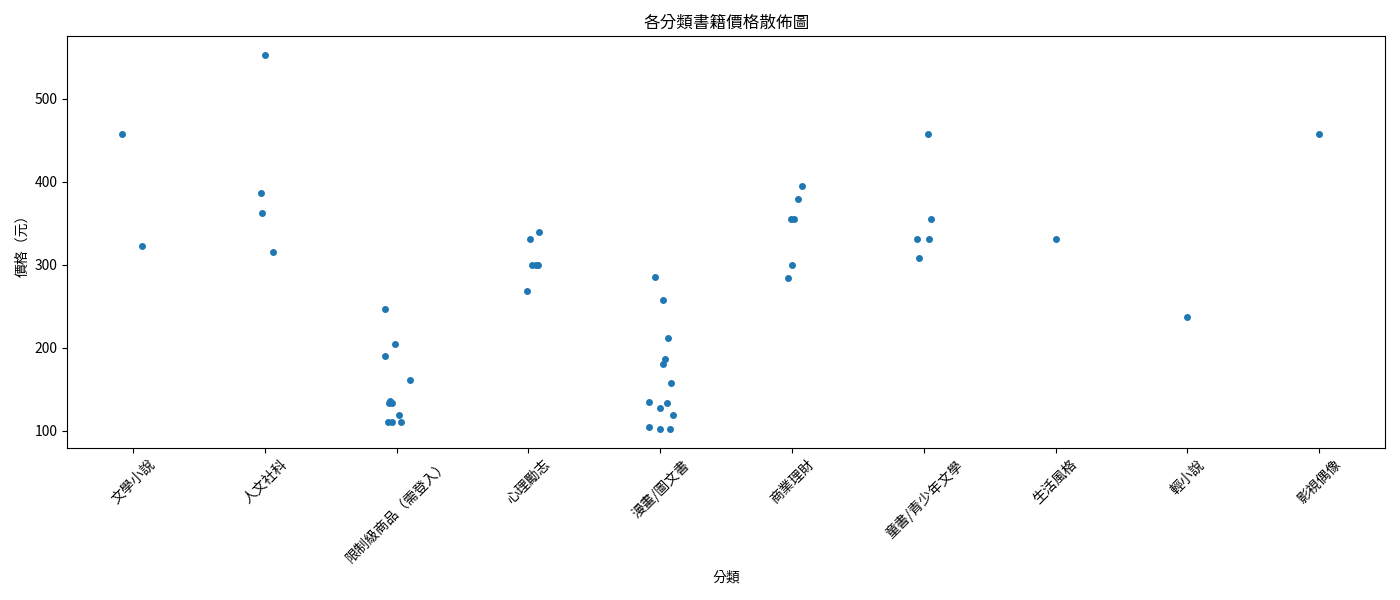 各分類書籍價格散佈圖
價格（元）
500
400
300
200
100
文學小說
人文社科
限制級商品（需登入）
心理勵志
漫畫/圖文書
商業理財
童書/青少年文學
生活風格
輕小說
影視偶像
分類